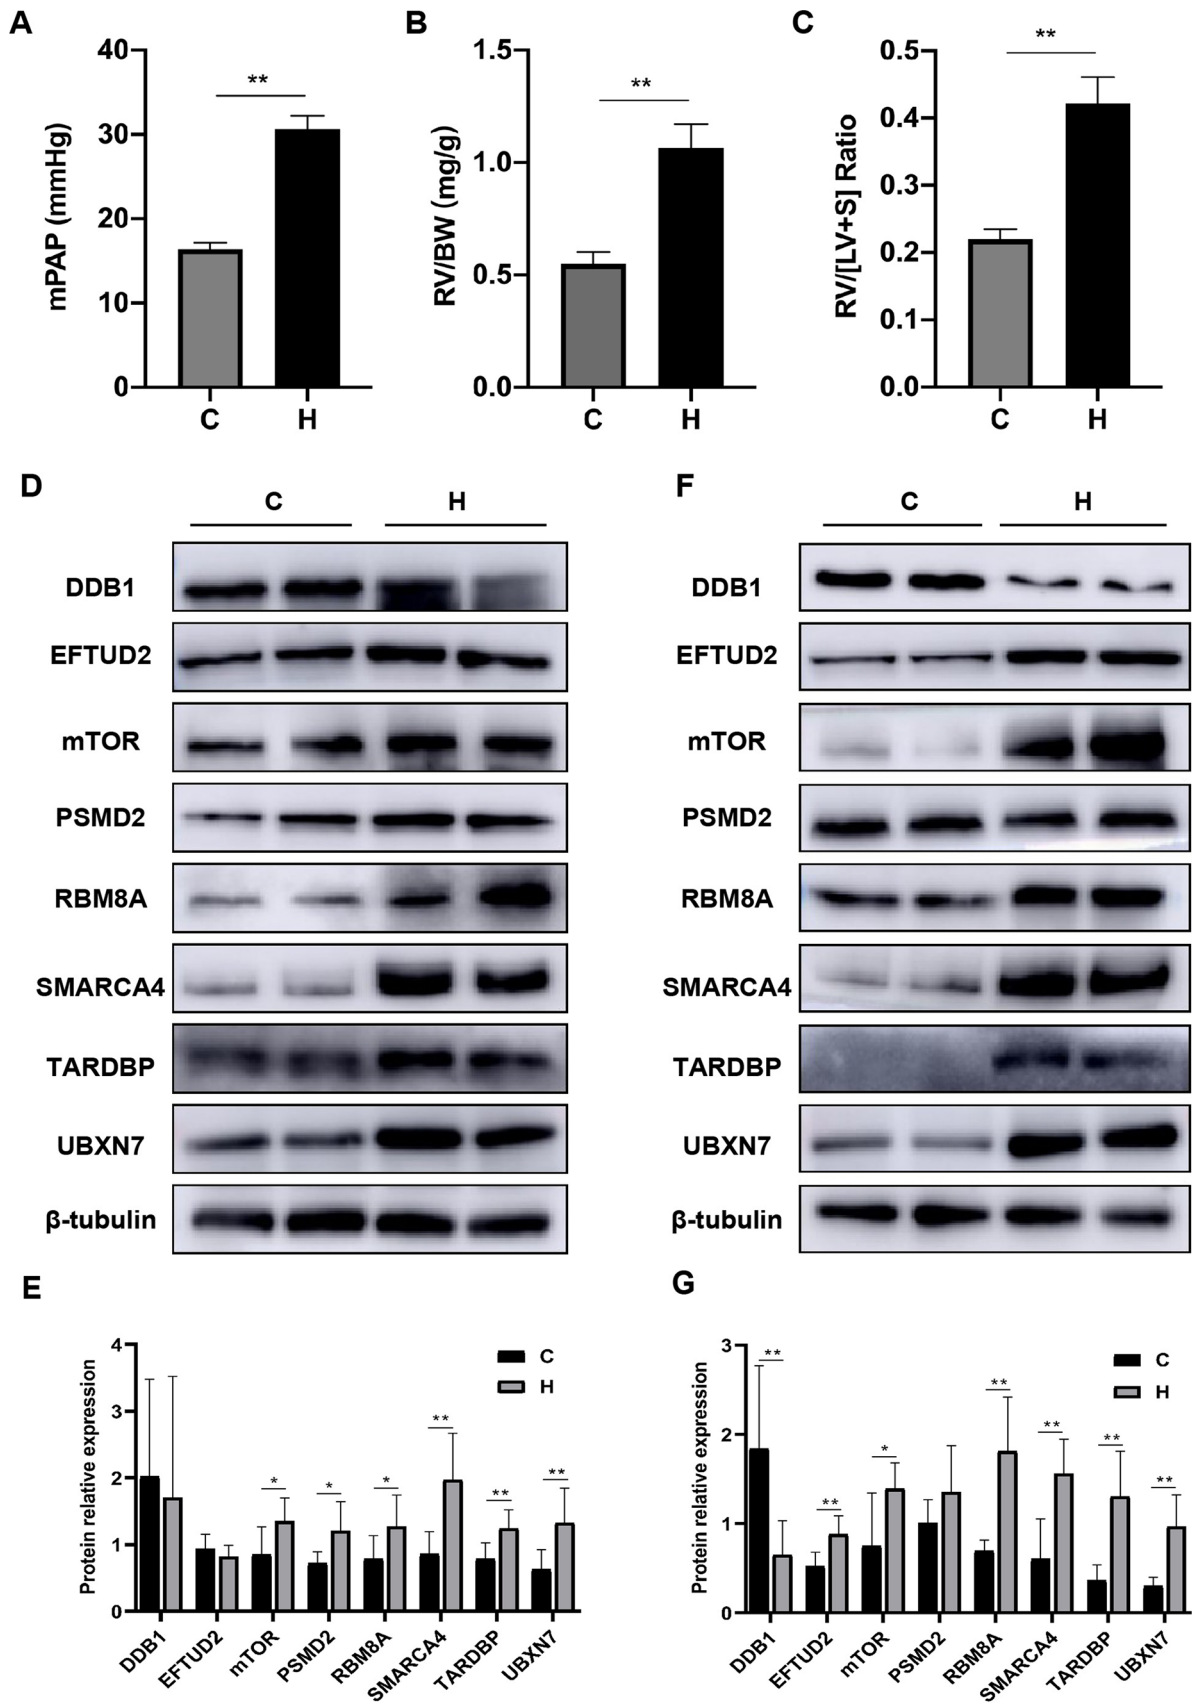 A
mPAP (mmHg)
40
30
20
10
0
**
C
H
B
RV/BW (mg/g)
1.5
1.0
0.5
0.0
**
C
H
C
RV/[LV+S] Ratio
0.5
0.4
0.3
0.2
0.1
0.0
**
C
H
D
C
H
DDB1
EFTUD2
mTOR
PSMD2
RBM8A
SMARCA4
TARDBP
UBXN7
β-tubulin
F
C
H
DDB1
EFTUD2
mTOR
PSMD2
RBM8A
SMARCA4
TARDBP
UBXN7
β-tubulin
E
Protein relative expression
4
3
2
1
0
C
H
*
*
*
**
**
**
DDB1
EFTUD2
mTOR
PSMD2
RBM8A
SMARCA4
TARDBP
UBXN7
G
Protein relative expression
3
2
1
0
C
H
**
**
*
**
**
**
**
DDB1
EFTUD2
mTOR
PSMD2
RBM8A
SMARCA4
TARDBP
UBXN7